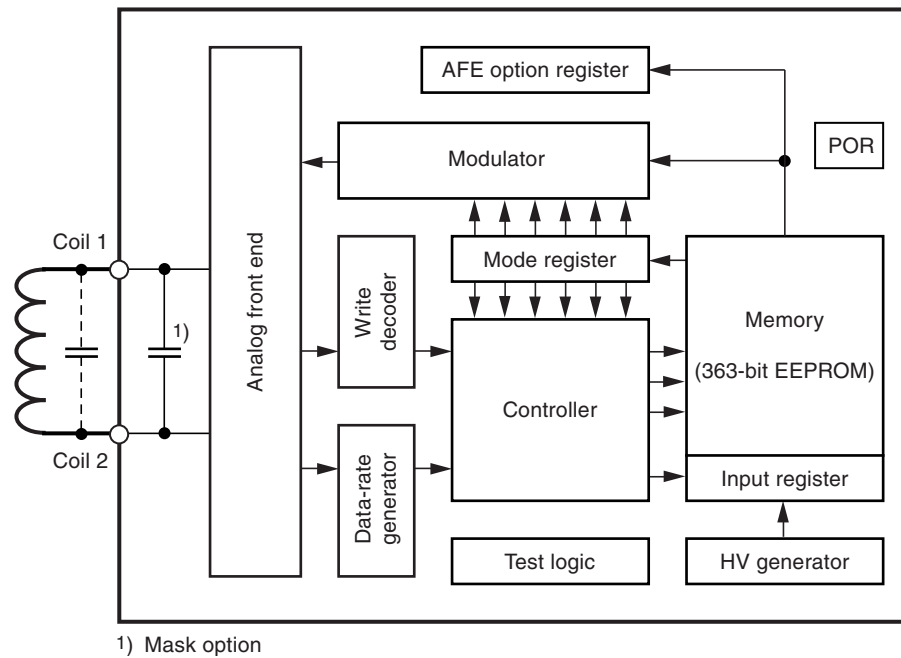 AFE option register
POR
Modulator
Coil 1
Mode register
Analog front end
Write
decoder
1)
Memory
(363-bit EEPROM)
Controller
Coil 2
Data-rate
generator
Input register
Test logic
HV generator
1) Mask option